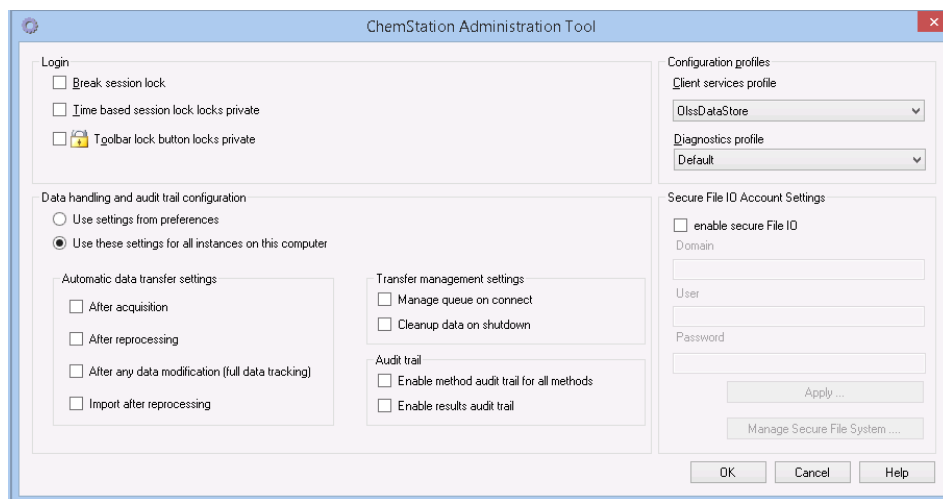 ChemStation Administration Tool
Login
Break session lock
Time based session lock locks private
Toolbar lock button locks private
Configuration profiles
Client services profile
OlssDataStore
Diagnostics profile
Default
Data handling and audit trail configuration
Use settings from preferences
Use these settings for all instances on this computer
Automatic data transfer settings
After acquisition
After reprocessing
After any data modification (full data tracking)
Import after reprocessing
Transfer management settings
Manage queue on connect
Cleanup data on shutdown
Audit trail
Enable method audit trail for all methods
Enable results audit trail
Secure File IO Account Settings
enable secure File IO
Domain
User
Password
Apply ...
Manage Secure File System ....
OK
Cancel
Help